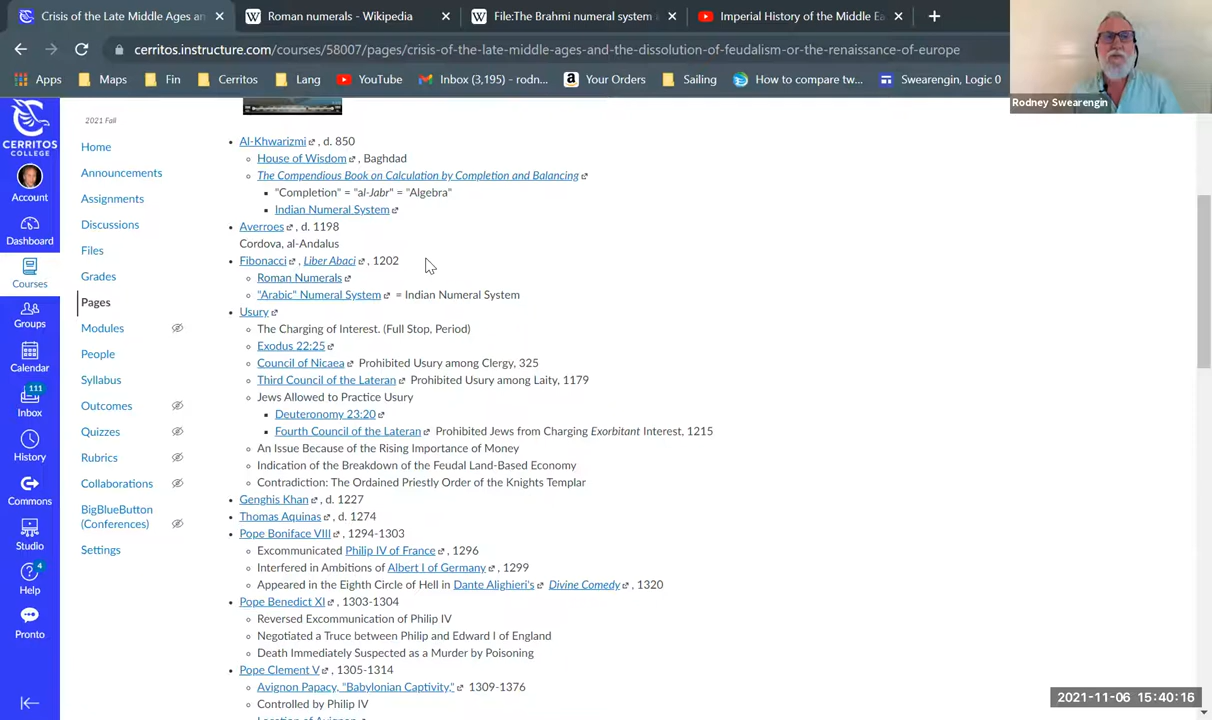 Crisis of the Late Middle Ages an
Roman numerals - Wikipedia
File:The Brahmi numeral system
Imperial History of the Middle Ea
cerritos.instructure.com/courses/58007/pages/crisis-of-the-late-middle-ages-and-the-dissolution-of-feudalism-or-the-renaissance-of-europe
Apps
Maps
Fin
Cerritos
Lang
YouTube
Inbox (3,195) - rodn...
Your Orders
Sailing
How to compare tw...
Swearengin, Logic 0
Rodney Swearengin
CERRITOS
COLLEGE
Account
Dashboard
Courses
Groups
Calendar
111
Inbox
History
Commons
Studio
4
Help
Pronto
2021 Fall
Home
Announcements
Assignments
Discussions
Files
Grades
Pages
Modules
People
Syllabus
Outcomes
Quizzes
Rubrics
Collaborations
BigBlueButton
(Conferences)
Settings
Al-Khwarizmi , d. 850
House of Wisdom , Baghdad
The Compendious Book on Calculation by Completion and Balancing
"Completion" = "al-Jabr" = "Algebra"
Indian Numeral System
Averroes , d. 1198
Cordova, al-Andalus
Fibonacci , Liber Abaci , 1202
Roman Numerals
"Arabic" Numeral System = Indian Numeral System
Usury
The Charging of Interest. (Full Stop, Period)
Exodus 22:25
Council of Nicaea Prohibited Usury among Clergy, 325
Third Council of the Lateran Prohibited Usury among Laity, 1179
Jews Allowed to Practice Usury
Deuteronomy 23:20
Fourth Council of the Lateran Prohibited Jews from Charging Exorbitant Interest, 1215
An Issue Because of the Rising Importance of Money
Indication of the Breakdown of the Feudal Land-Based Economy
Contradiction: The Ordained Priestly Order of the Knights Templar
Genghis Khan , d. 1227
Thomas Aquinas , d. 1274
Pope Boniface VIII , 1294-1303
Excommunicated Philip IV of France , 1296
Interfered in Ambitions of Albert I of Germany , 1299
Appeared in the Eighth Circle of Hell in Dante Alighieri's Divine Comedy , 1320
Pope Benedict XI , 1303-1304
Reversed Excommunication of Philip IV
Negotiated a Truce between Philip and Edward I of England
Death Immediately Suspected as a Murder by Poisoning
Pope Clement V , 1305-1314
Avignon Papacy, "Babylonian Captivity," 1309-1376
Controlled by Philip IV
Location of Avignon
2021-11-06 15:40:16